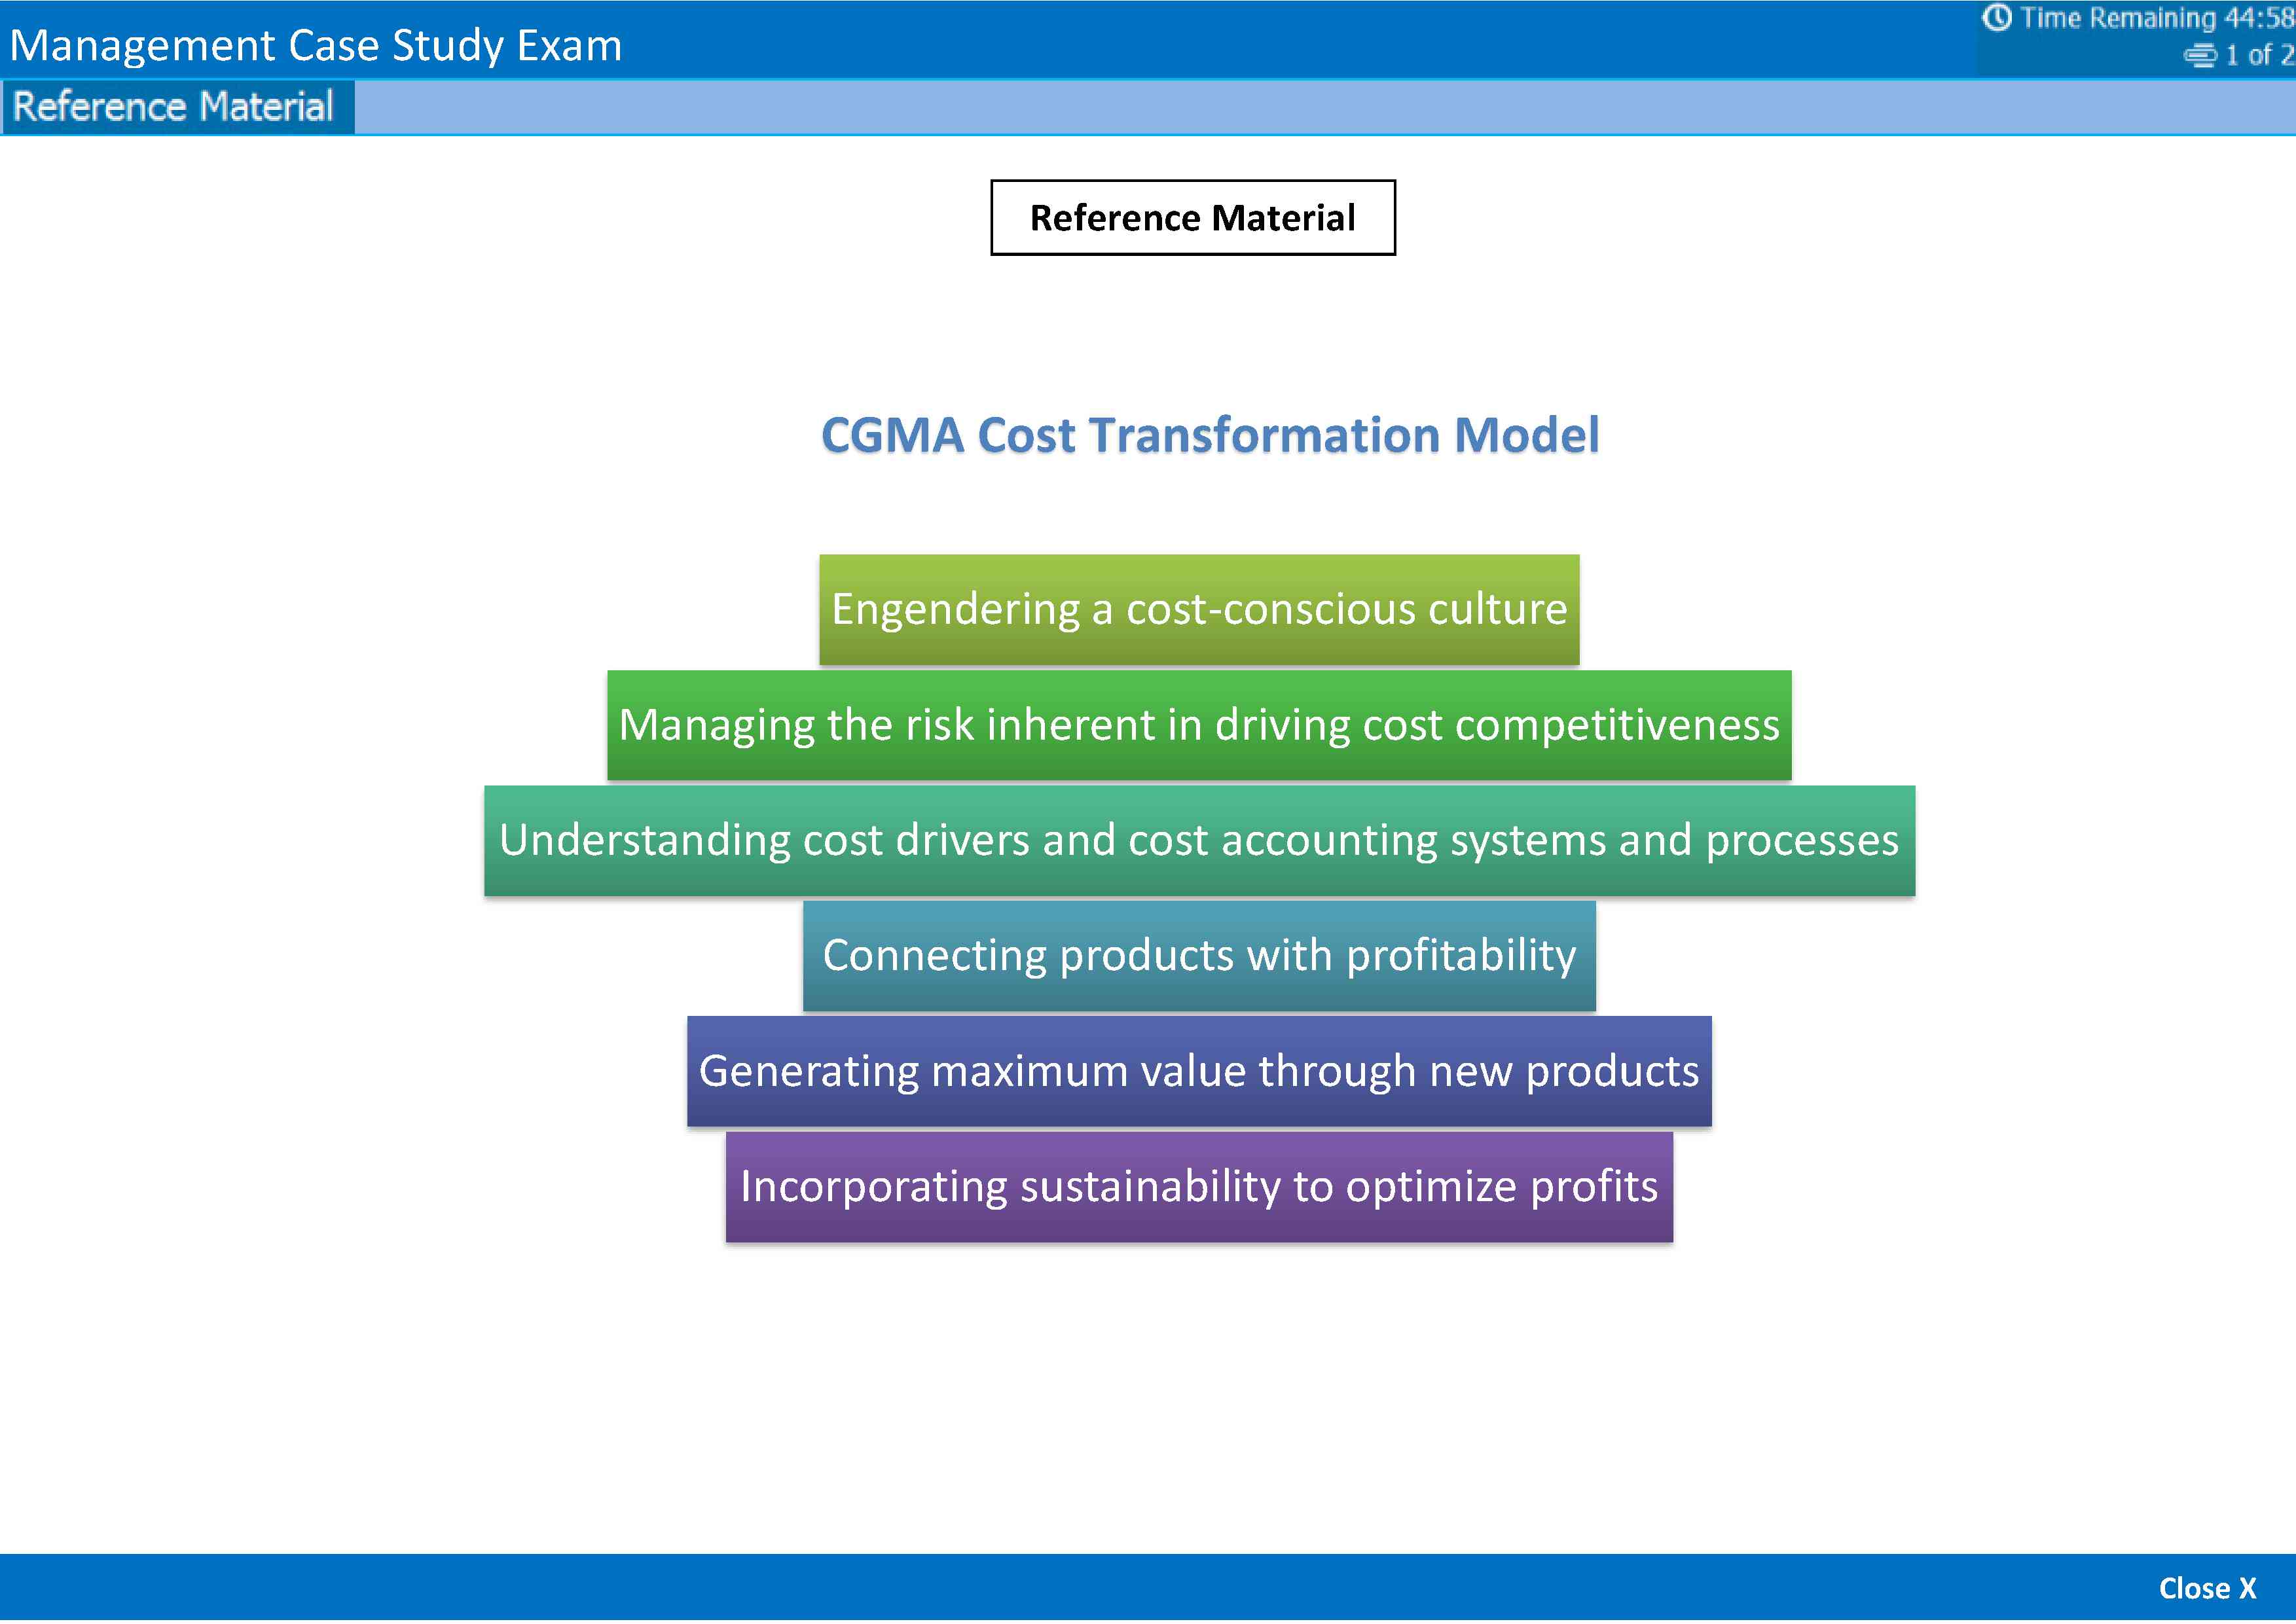 Management Case Study Exam
Time Remaining 44:58
1 of 2
Reference Material
Reference Material
CGMA Cost Transformation Model
Engendering a cost-conscious culture
Managing the risk inherent in driving cost competitiveness
Understanding cost drivers and cost accounting systems and processes
Connecting products with profitability
Generating maximum value through new products
Incorporating sustainability to optimize profits
Close X